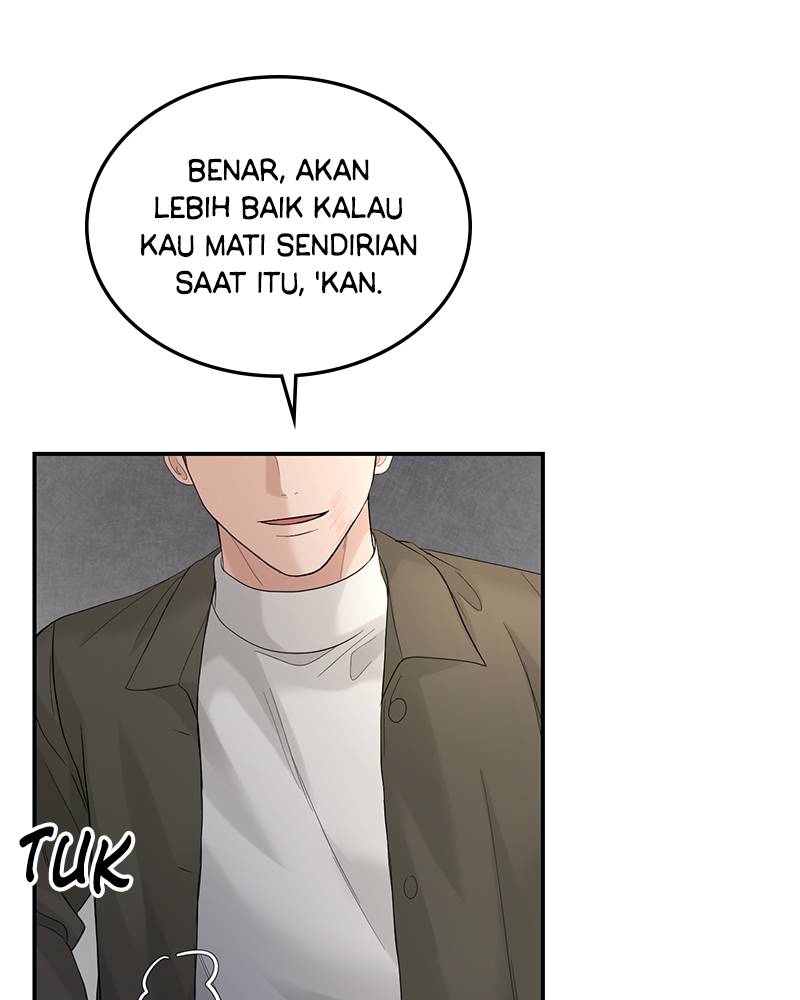 BENAR, AKAN
LEBIH BAIK KALAU
KAU MATI SENDIRIAN
SAAT ITU, 'KAN.
TUK